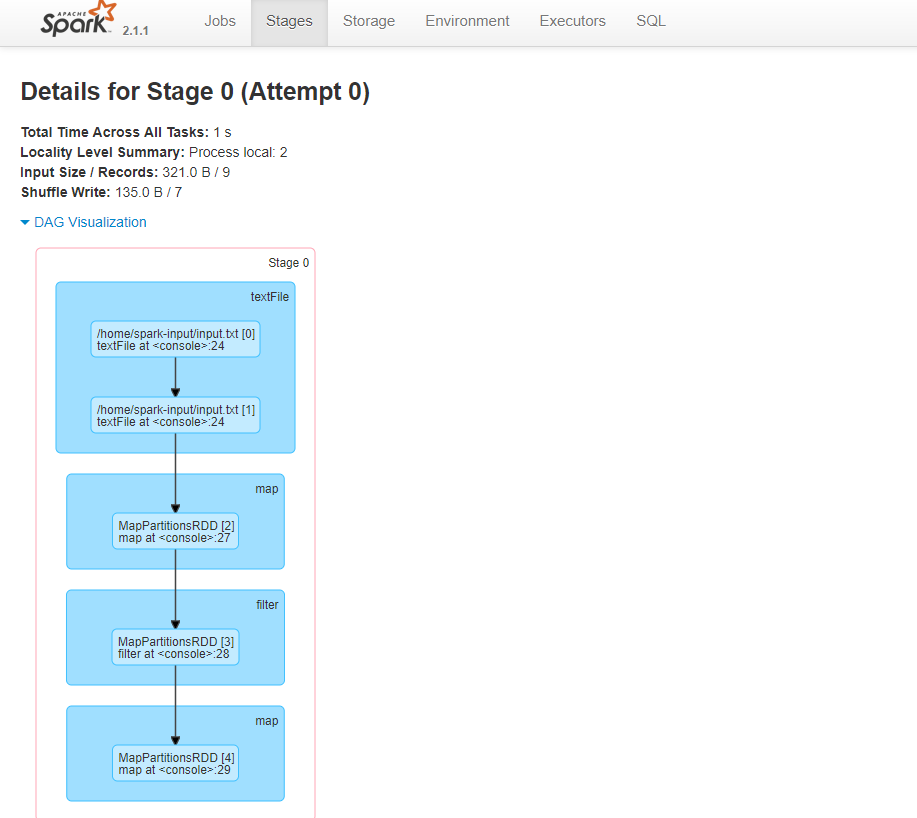 APACHE
Spark 2.1.1 Jobs Stages Storage Environment Executors SQL
Details for Stage 0 (Attempt 0)
Total Time Across All Tasks: 1 s
Locality Level Summary: Process local: 2
Input Size / Records: 321.0 B / 9
Shuffle Write: 135.0 B / 7
DAG Visualization
Stage 0
textFile
/home/spark-input/input.txt [0]
textFile at <console>:24
/home/spark-input/input.txt [1]
textFile at <console>:24
map
MapPartitionsRDD [2]
map at <console>:27
filter
MapPartitionsRDD [3]
filter at <console>:28
map
MapPartitionsRDD [4]
map at <console>:29